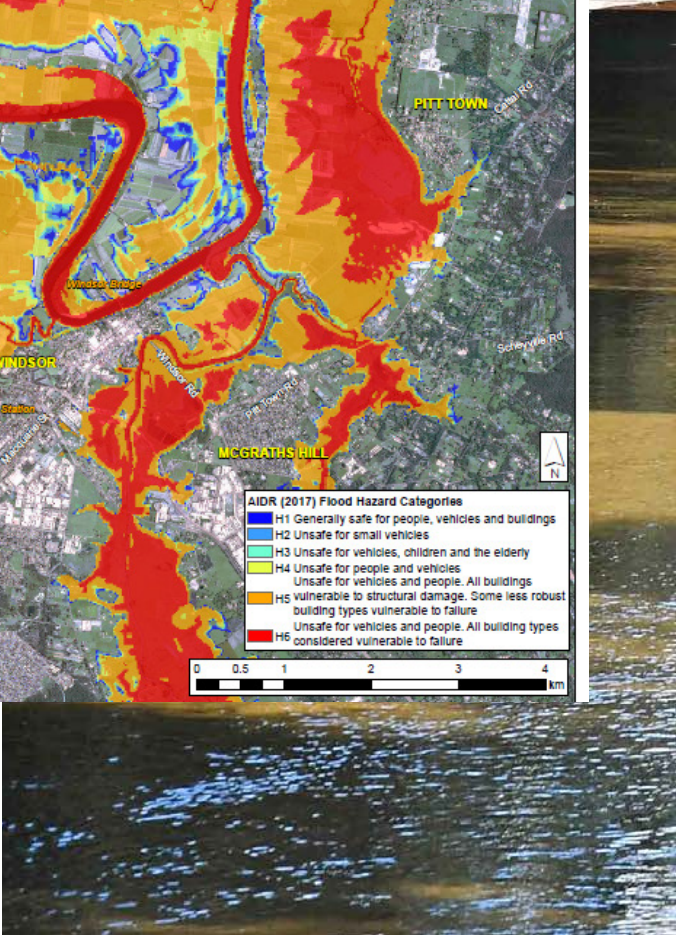 PITT TOWN
Cattai Rd
Windsor Bridge
WINDSOR
Windsor Rd
Scheyville Rd
Pitt Town Rd
Station
Macquarie St
MCGRATHS HILL
N
AIDR (2017) Flood Hazard Categories
H1 Generally safe for people, vehicles and buildings
H2 Unsafe for small vehicles
H3 Unsafe for vehicles, children and the elderly
H4 Unsafe for people and vehicles
Unsafe for vehicles and people. All buildings
H5 vulnerable to structural damage. Some less robust
building types vulnerable to failure
Unsafe for vehicles and people. All building types
H6 considered vulnerable to failure
0 0.5 1 2 3 4
km